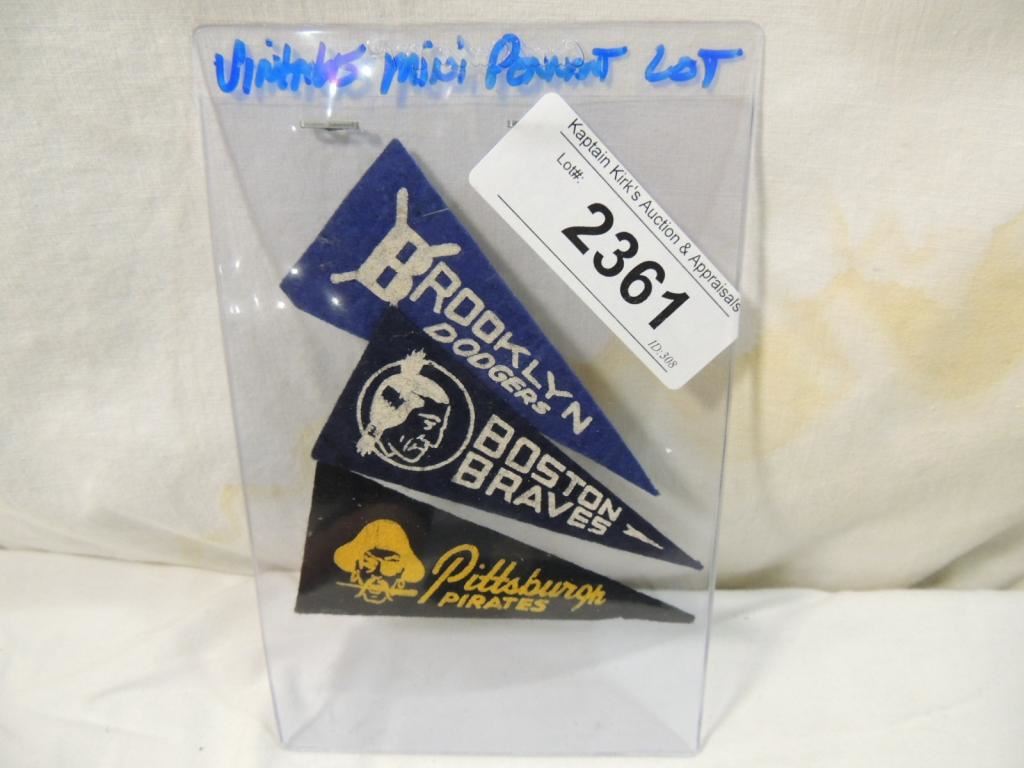 Vintage Mini Pennant Lot
Kaptain Kirk's Auction & Appraisals
Lot#:
2361
ID:308
BROOKLYN
DODGERS
BOSTON
BRAVES
Pittsburgh
PIRATES